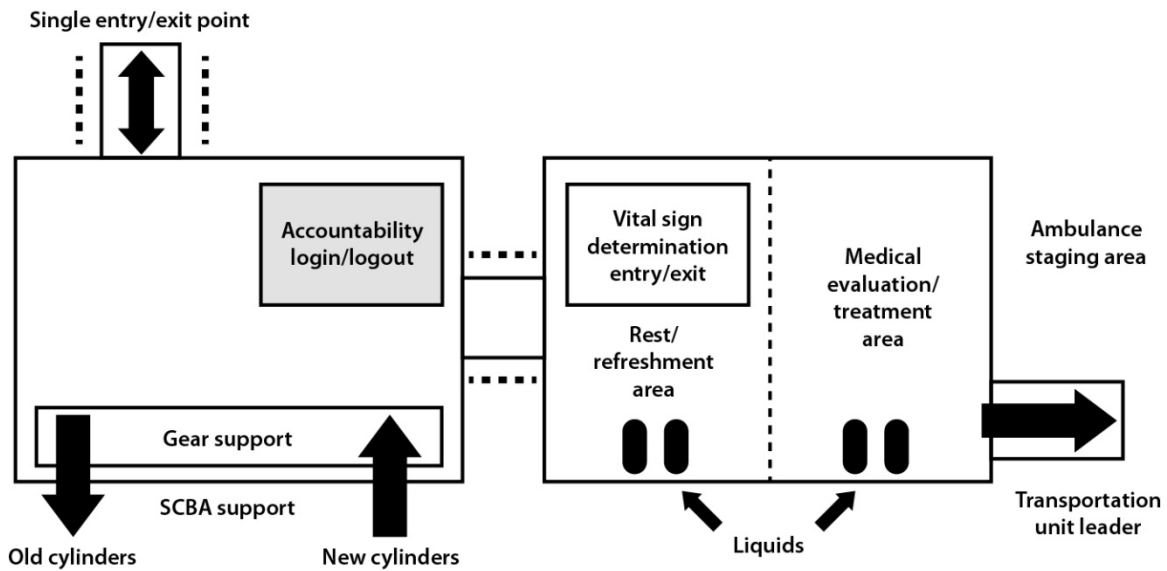 Single entry/exit point
Accountability
login/logout
Gear support
SCBA support
Old cylinders
New cylinders
Vital sign
determination
entry/exit
Rest/
refreshment
area
Medical
evaluation/
treatment
area
Liquids
Ambulance
staging area
Transportation
unit leader